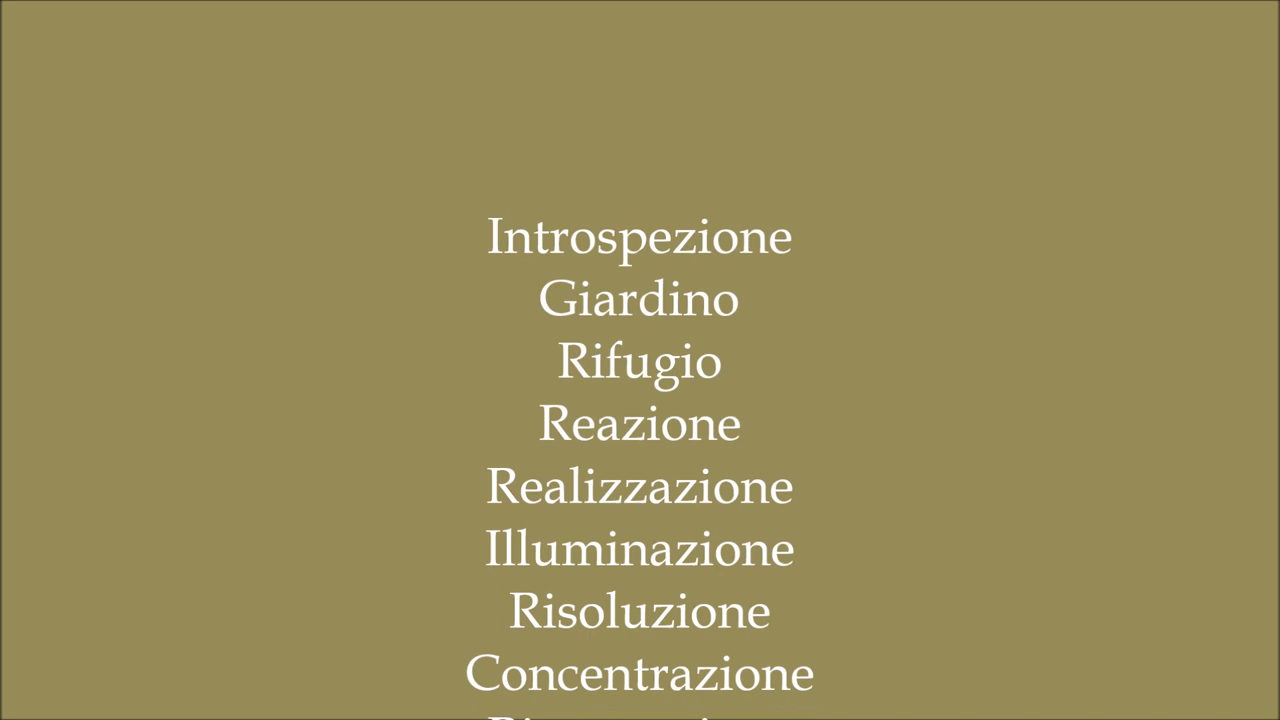 Introspezione
Giardino
Rifugio
Reazione
Realizzazione
Illuminazione
Risoluzione
Concentrazione